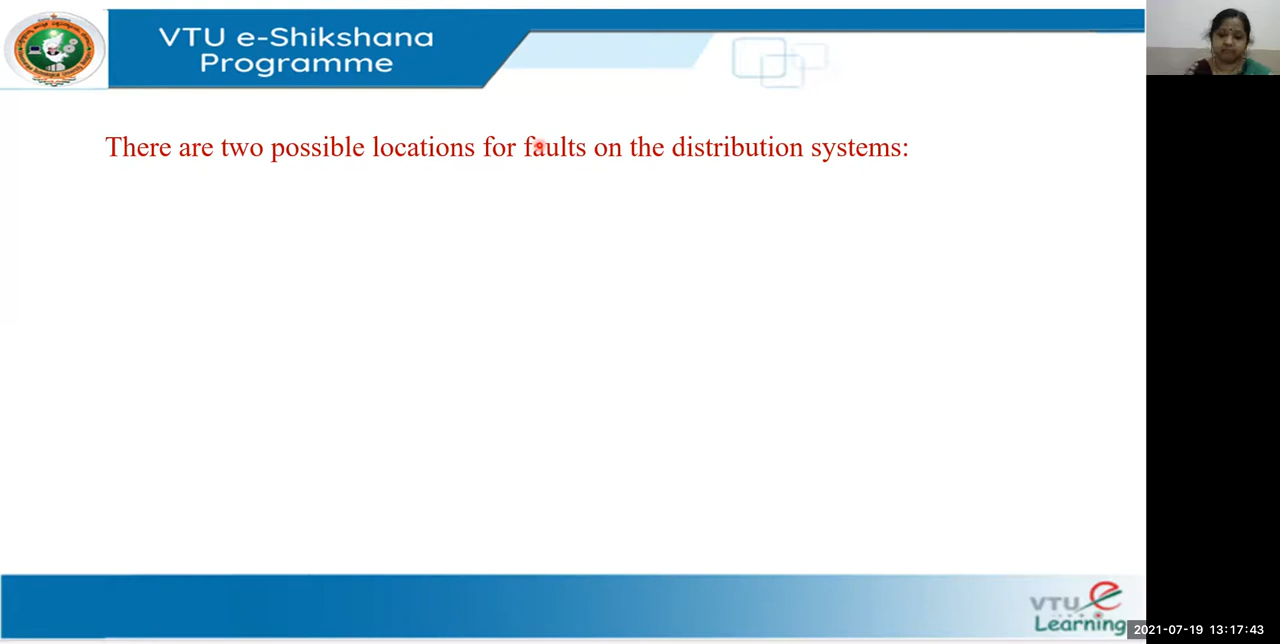 VTU e-Shikshana
Programme
There are two possible locations for faults on the distribution systems:
VTU e
Learning
2021-07-19 13:17:43